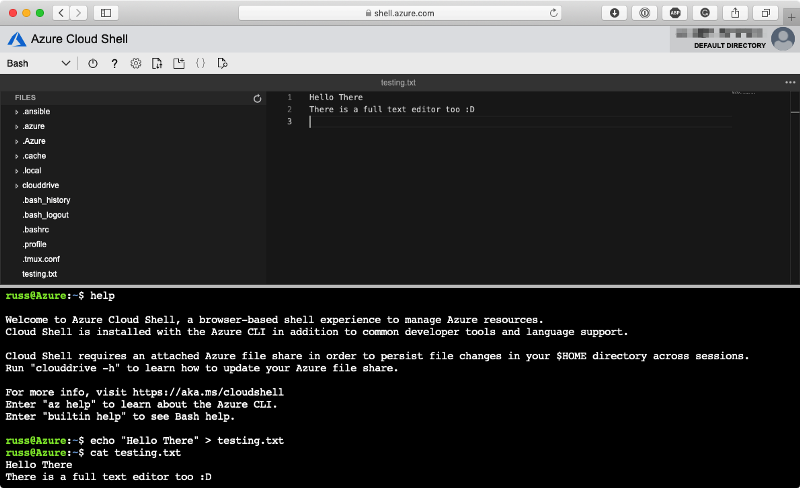 shell.azure.com
Azure Cloud Shell
DEFAULT DIRECTORY
Bash
?
{ }
testing.txt
FILES
.ansible
.azure
.Azure
.cache
.local
clouddrive
.bash_history
.bash_logout
.bashrc
.profile
.tmux.conf
testing.txt
1 Hello There
2 There is a full text editor too :D
3
russ@Azure:~$ help
Welcome to Azure Cloud Shell, a browser-based shell experience to manage Azure resources.
Cloud Shell is installed with the Azure CLI in addition to common developer tools and language support.
Cloud Shell requires an attached Azure file share in order to persist file changes in your $HOME directory across sessions.
Run "clouddrive -h" to learn how to update your Azure file share.
For more info, visit https://aka.ms/cloudshell
Enter "az help" to learn about the Azure CLI.
Enter "builtin help" to see Bash help.
russ@Azure:~$ echo "Hello There" > testing.txt
russ@Azure:~$ cat testing.txt
Hello There
There is a full text editor too :D